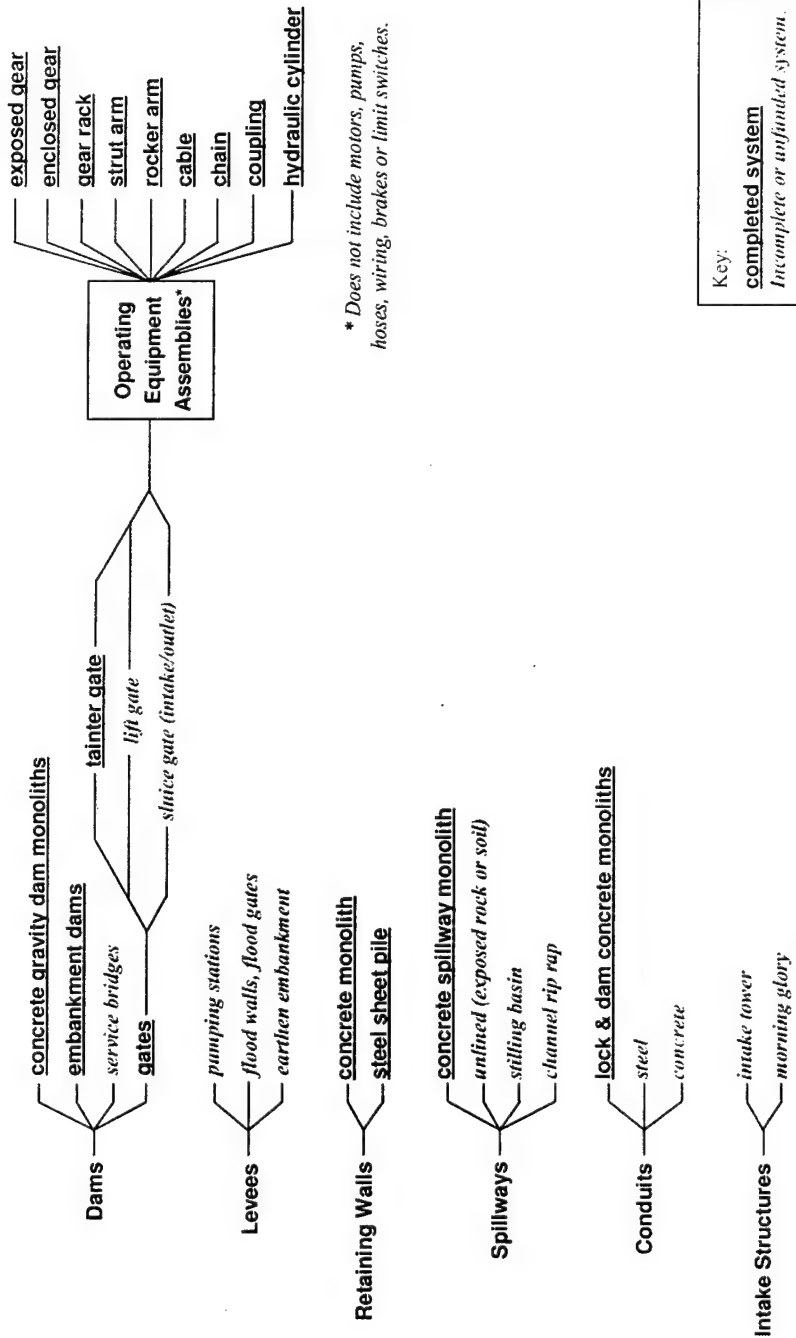 Dams
concrete gravity dam monoliths
embankment dams
service bridges
gates
tainter gate
lift gate
sluice gate (intake/outlet)
Operating
Equipment
Assemblies*
exposed gear
enclosed gear
gear rack
strut arm
rocker arm
cable
chain
coupling
hydraulic cylinder
* Does not include motors, pumps,
hoses, wiring, brakes or limit switches.
Levees
pumping stations
flood walls, flood gates
earthen embankment
Retaining Walls
concrete monolith
steel sheet pile
Spillways
concrete spillway monolith
unlined (exposed rock or soil)
stilling basin
channel rip rap
Conduits
lock & dam concrete monoliths
steel
concrete
Intake Structures
intake tower
morning glory
Key:
completed system
Incomplete or unfunded system.